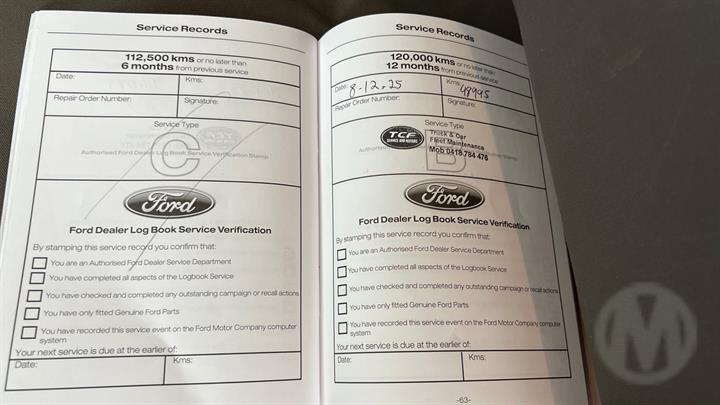 Service Records
112,500 kms or no later than
6 months from previous service
Date:
Kms:
Repair Order Number:
Signature:
Service Type
C
Authorised Ford Dealer Log Book Service Verification Stamp
Ford
Ford Dealer Log Book Service Verification
By stamping this service record you confirm that:
You are an Authorised Ford Dealer Service Department
You have completed all aspects of the Logbook Service
You have checked and completed any outstanding campaign or recall actions
You have only fitted Genuine Ford Parts
You have recorded this service event on the Ford Motor Company computer
system
Your next service is due at the earlier of:
Date:
Kms:
Service Records
120,000 kms or no later than
12 months from previous service
Date: 8-12.25
Kms: 98995
Repair Order Number:
Signature:
Service Type
TCF
SERVICE AND REPAIRS
Truck & Car
Fleet Maintenance
Mob 0418 784 476
B
Ford
Ford Dealer Log Book Service Verification
By stamping this service record you confirm that:
You are an Authorised Ford Dealer Service Department
You have completed all aspects of the Logbook Service
You have checked and completed any outstanding campaign or recall actions
You have only fitted Genuine Ford Parts
You have recorded this service event on the Ford Motor Company computer
system
Your next service is due at the earlier of:
Date:
Kms:
-63-
M